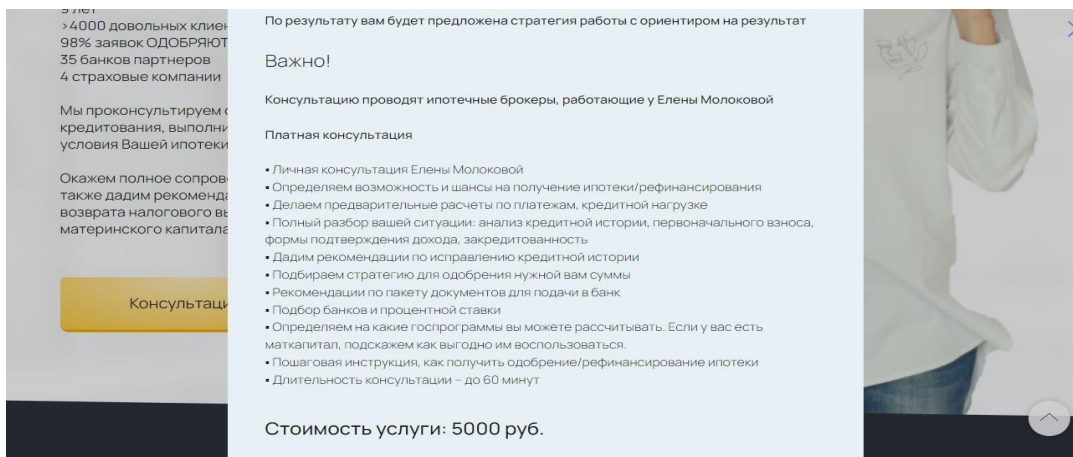 >4000 довольных
98% заявок ОДОБРЯЮТ
35 банков партнеров
4 страховые компании
Мы проконсультируем
кредитования,
условия Вашей ипотеки
Окажем полное
также дадим
возврата налогового
материнского капитала
По результату вам будет предложена стратегия работы с ориентиром на результат
Важно!
Консультацию проводят ипотечные брокеры, работающие у Елены Молоковой
Платная консультация
▪ Личная консультация Елены Молоковой
▪ Определяем возможность и шансы на получение ипотеки/рефинансирования
▪ Делаем предварительные расчеты по платежам, кредитной нагрузке
▪ Полный разбор вашей ситуации: анализ кредитной истории, первоначального взноса,
формы подтверждения дохода, закредитованность
▪ Дадим рекомендации по исправлению кредитной истории
▪ Подбираем стратегию для одобрения нужной вам суммы
▪ Рекомендации по пакету документов для подачи в банк
▪ Подбор банков и процентной ставки
▪ Определяем на какие госпрограммы вы можете рассчитывать. Если у вас есть
маткапитал, подскажем как выгодно им воспользоваться.
▪ Пошаговая инструкция, как получить одобрение/рефинансирование ипотеки
▪ Длительность консультации – до 60 минут
Стоимость услуги: 5000 руб.